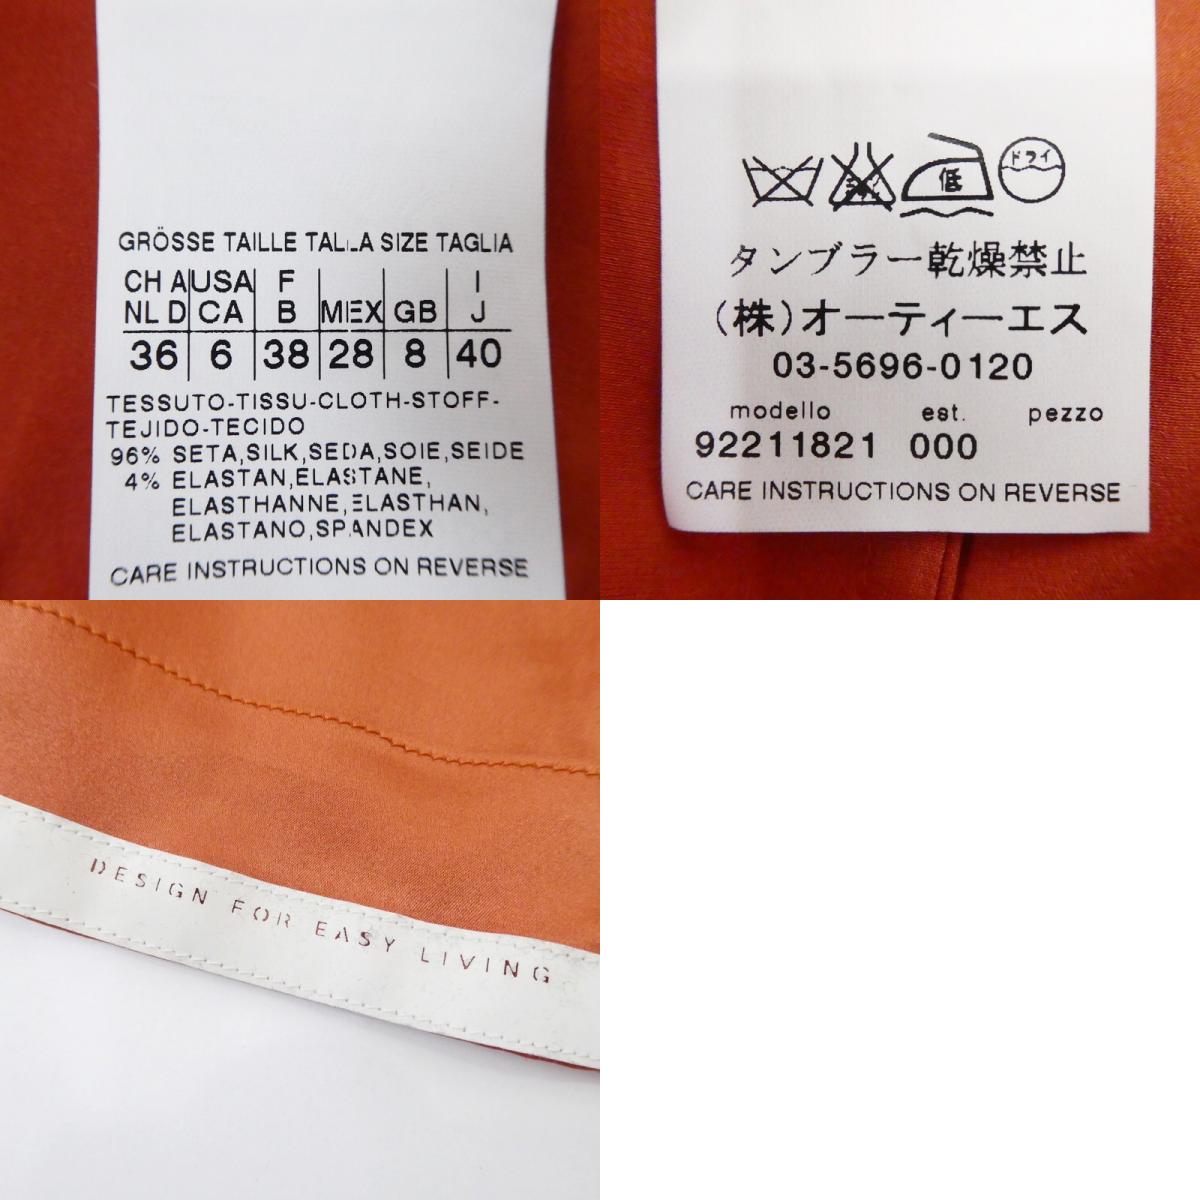 GRÖSSE TAILLE TALLA SIZE TAGLIA
CH A USA F I
NL D CA B MEX GB J
36 6 38 28 8 40
TESSUTO-TISSU-CLOTH-STOFF-
TEJIDO-TECIDO
96% SETA,SILK,SEDA,SOIE,SEIDE
4% ELASTAN,ELASTANE,
ELASTHANNE,ELASTHAN,
ELASTANO,SPANDEX
CARE INSTRUCTIONS ON REVERSE
低 ドライ
タンブラー乾燥禁止
(株)オーティーエス
03-5696-0120
modello est. pezzo
92211821 000
CARE INSTRUCTIONS ON REVERSE
DESIGN FOR EASY LIVING